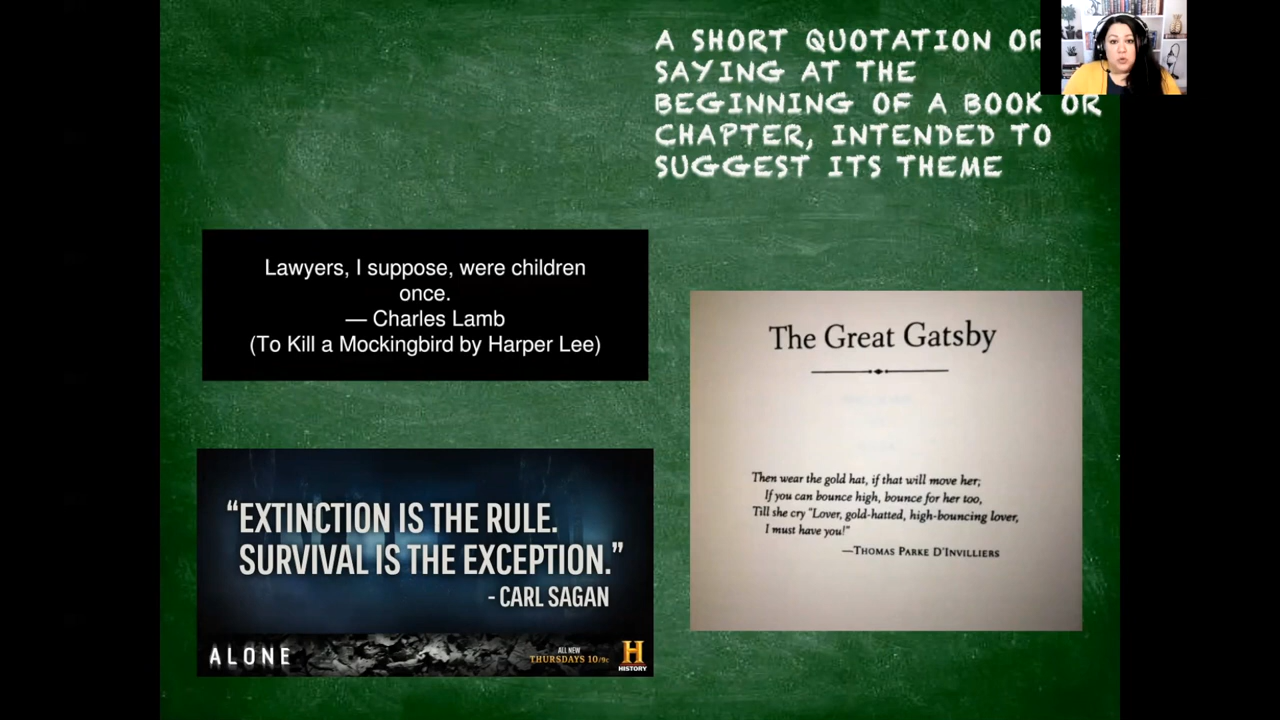 A SHORT QUOTATION OR
SAYING AT THE
BEGINNING OF A BOOK OR
CHAPTER, INTENDED TO
SUGGEST ITS THEME
Lawyers, I suppose, were children
once.
— Charles Lamb
(To Kill a Mockingbird by Harper Lee)
The Great Gatsby
Then wear the gold hat, if that will move her;
If you can bounce high, bounce for her too,
Till she cry "Lover, gold-hatted, high-bouncing lover,
I must have you!"
—THOMAS PARKE D'INVILLIERS
“EXTINCTION IS THE RULE.
SURVIVAL IS THE EXCEPTION.”
- CARL SAGAN
ALONE
ALL NEW
THURSDAYS 10/9c
H
HISTORY